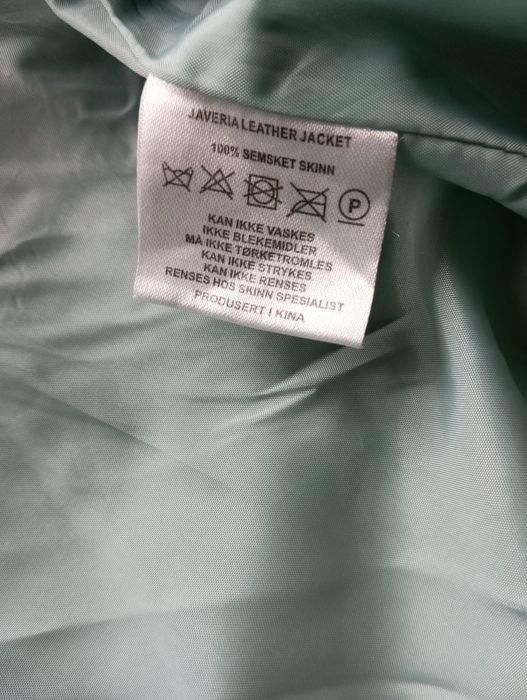 JAVERIA LEATHER JACKET
100% SEMSKET SKINN
P
KAN IKKE VASKES
IKKE BLEKEMIDLER
MA IKKE TØRKETROMLES
KAN IKKE STRYKES
KAN IKKE RENSES
RENSES HOS SKINN SPESIALIST
PRODUSERT I KINA